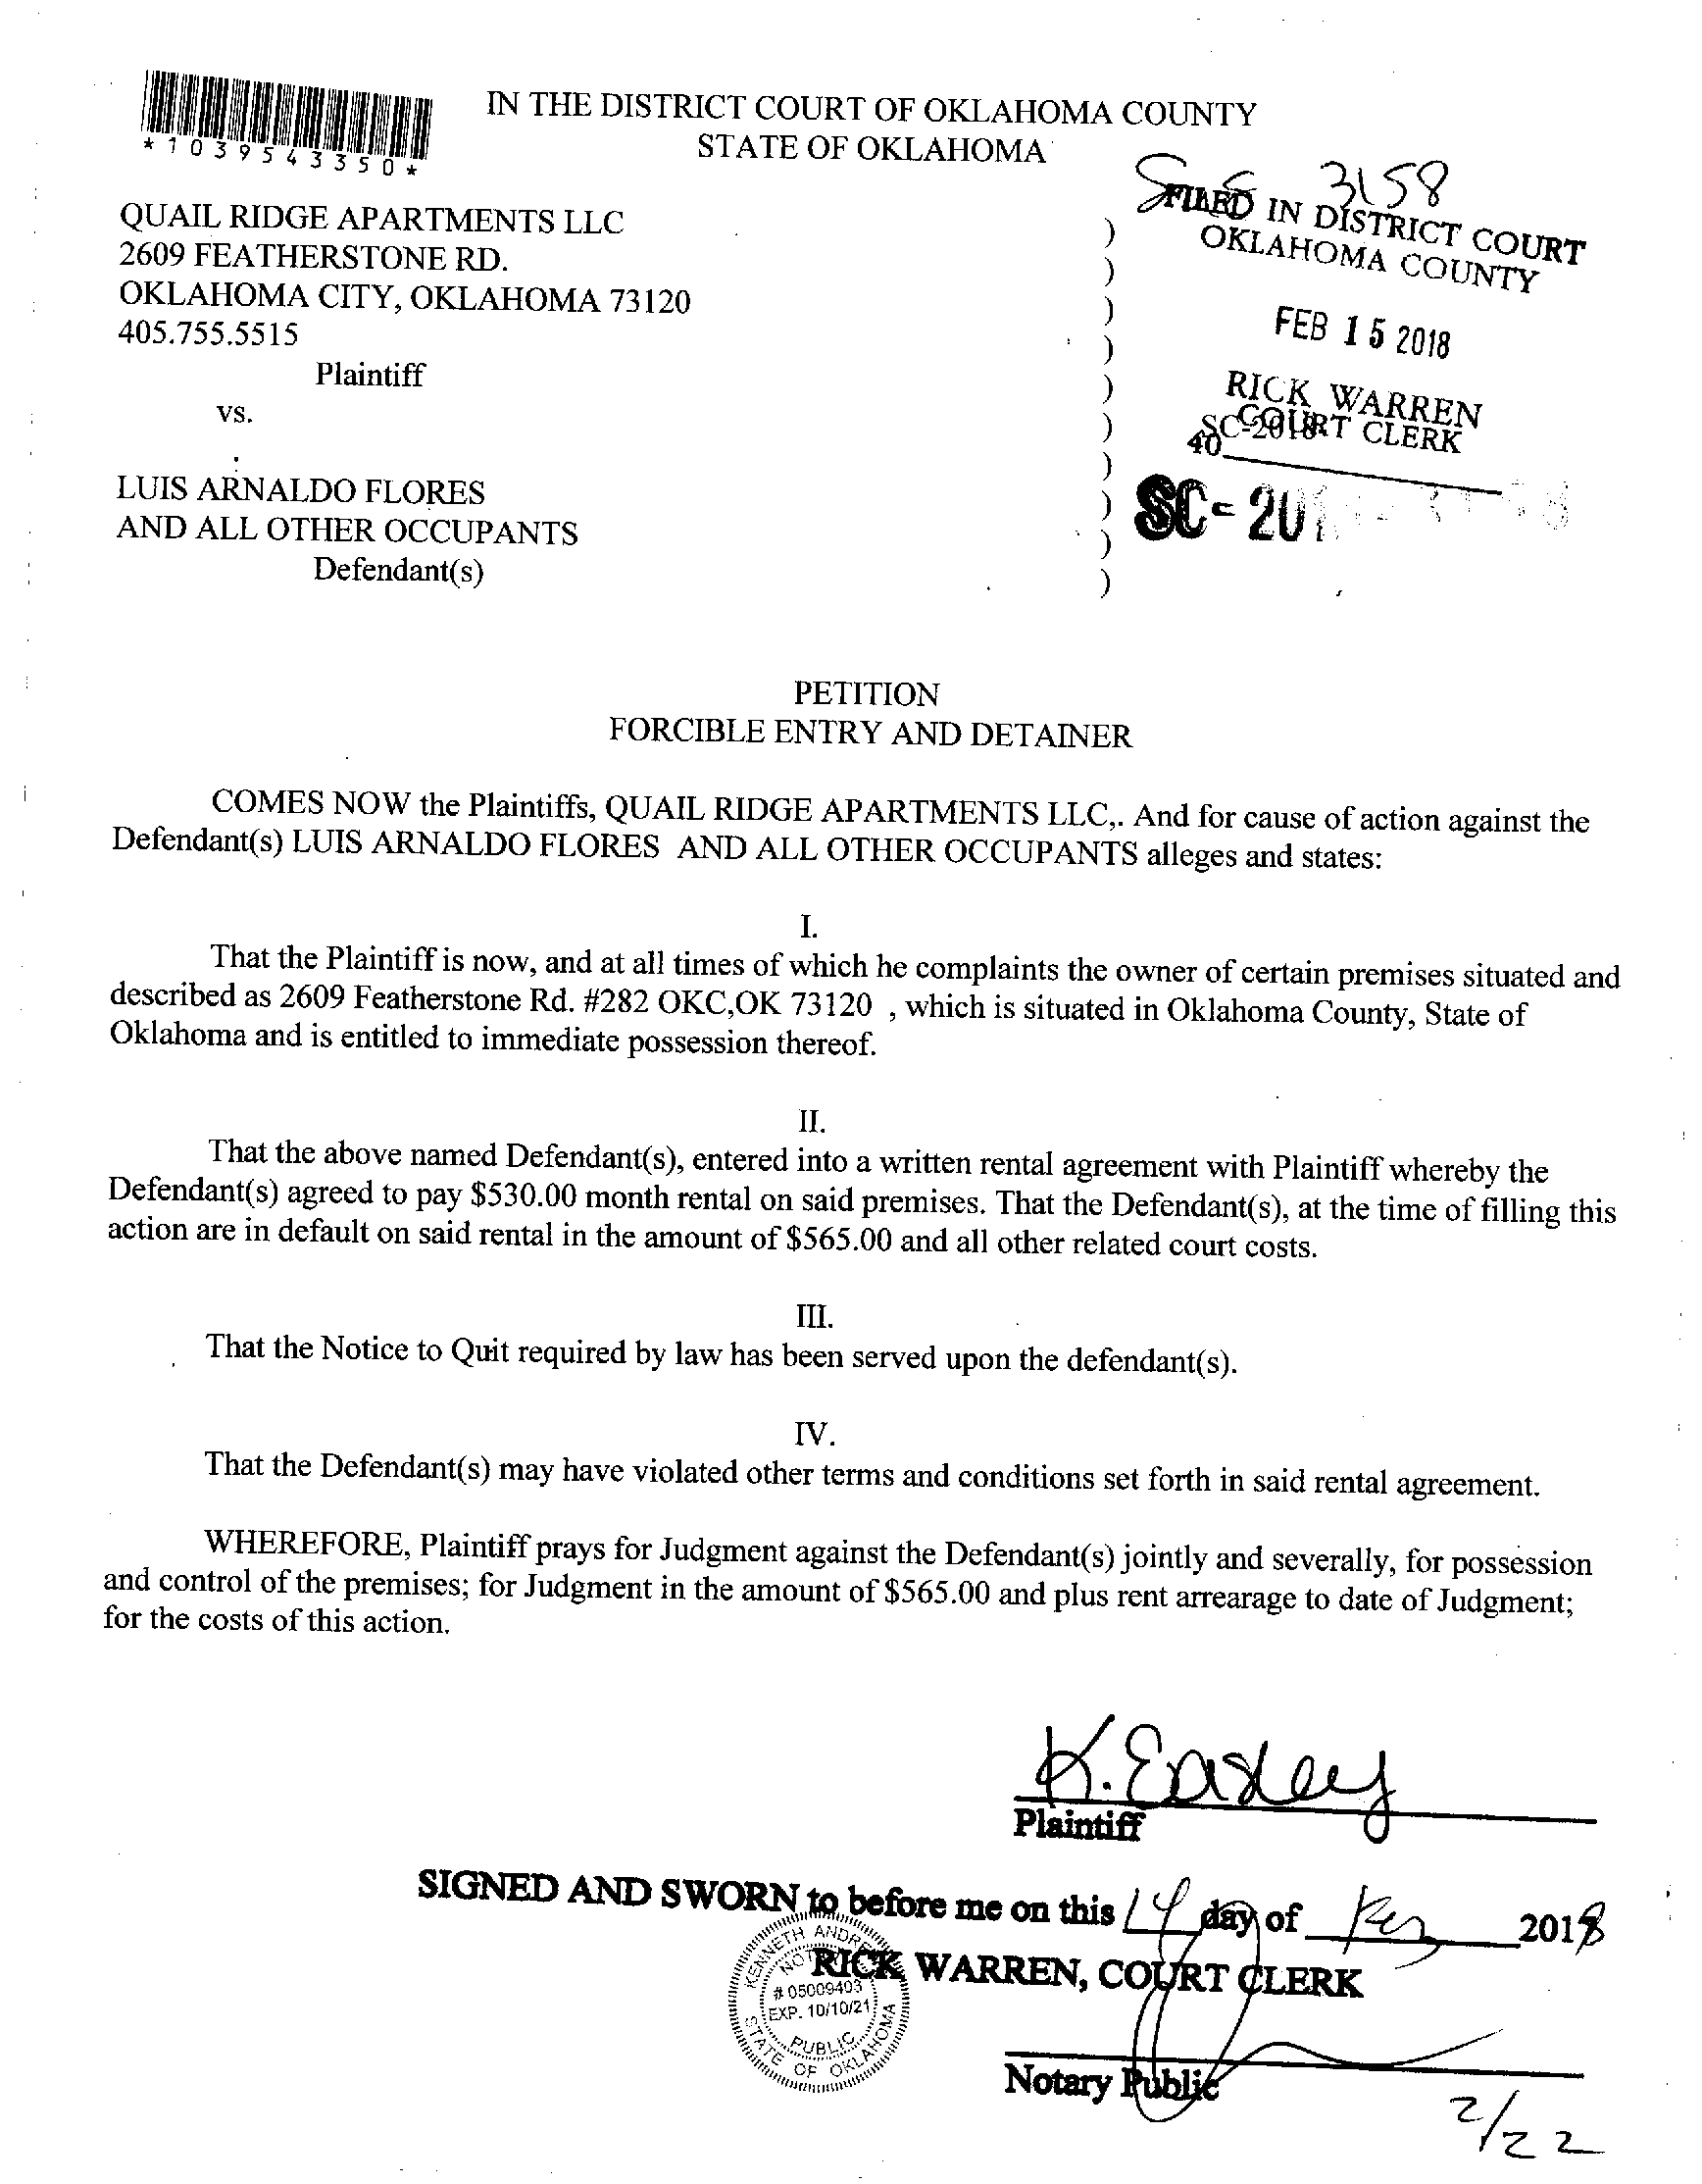 IN THE DISTRICT COURT OF OKLAHOMA COUNTY
STATE OF OKLAHOMA
*1039543350*
3158
FILED IN DISTRICT COURT
OKLAHOMA COUNTY
FEB 15 2018
RICK WARREN
COURT CLERK
SC-2018
40
SC-201
QUAIL RIDGE APARTMENTS LLC )
2609 FEATHERSTONE RD. )
OKLAHOMA CITY, OKLAHOMA 73120 )
405.755.5515 )
Plaintiff )
vs. )
)
LUIS ARNALDO FLORES )
AND ALL OTHER OCCUPANTS )
Defendant(s) )
PETITION
FORCIBLE ENTRY AND DETAINER
COMES NOW the Plaintiffs, QUAIL RIDGE APARTMENTS LLC,. And for cause of action against the
Defendant(s) LUIS ARNALDO FLORES AND ALL OTHER OCCUPANTS alleges and states:
I.
That the Plaintiff is now, and at all times of which he complaints the owner of certain premises situated and
described as 2609 Featherstone Rd. #282 OKC,OK 73120 , which is situated in Oklahoma County, State of
Oklahoma and is entitled to immediate possession thereof.
II.
That the above named Defendant(s), entered into a written rental agreement with Plaintiff whereby the
Defendant(s) agreed to pay $530.00 month rental on said premises. That the Defendant(s), at the time of filling this
action are in default on said rental in the amount of $565.00 and all other related court costs.
III.
That the Notice to Quit required by law has been served upon the defendant(s).
IV.
That the Defendant(s) may have violated other terms and conditions set forth in said rental agreement.
WHEREFORE, Plaintiff prays for Judgment against the Defendant(s) jointly and severally, for possession
and control of the premises; for Judgment in the amount of $565.00 and plus rent arrearage to date of Judgment;
for the costs of this action.
K. Easley
Plaintiff
SIGNED AND SWORN to before me on this 14 day of 2018
RICK WARREN, COURT CLERK
KENNETH
# 05009403
EXP. 10/10/21
PUBLIC
STATE OF OKLAHOMA
Notary Public
2/22